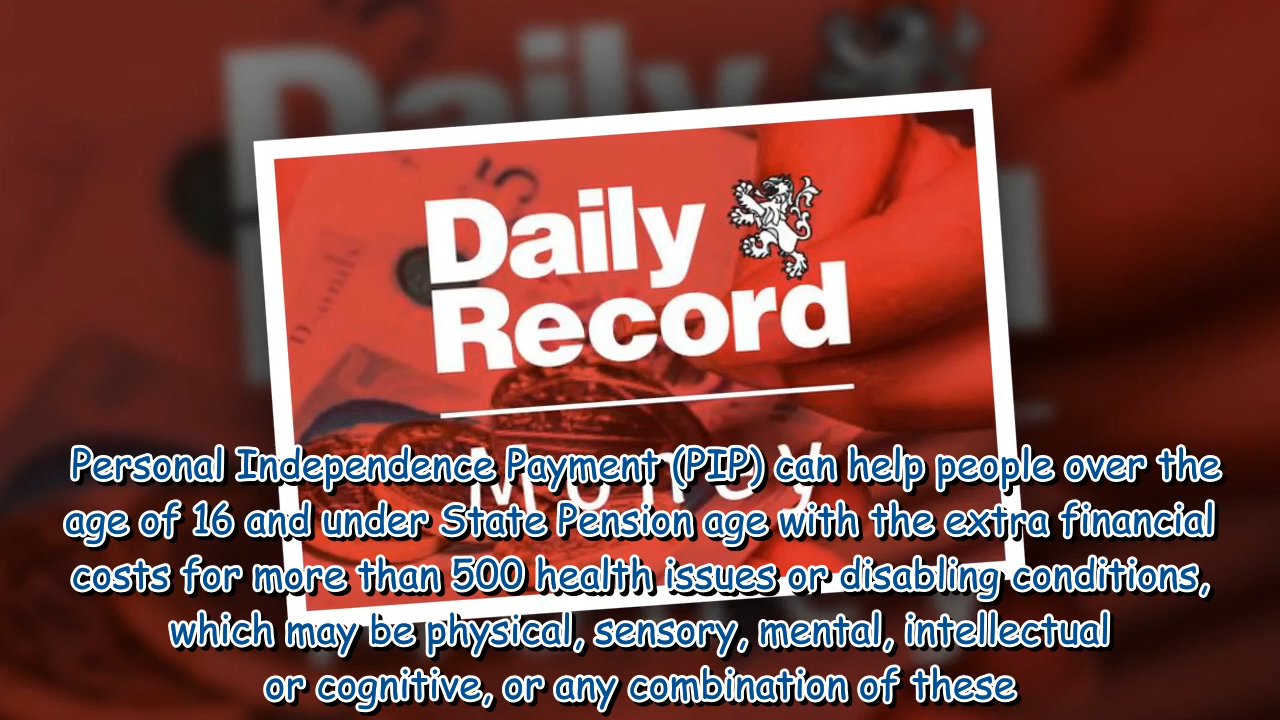 Daily
Record
Money
Personal Independence Payment (PIP) can help people over the
age of 16 and under State Pension age with the extra financial
costs for more than 500 health issues or disabling conditions,
which may be physical, sensory, mental, intellectual
or cognitive, or any combination of these